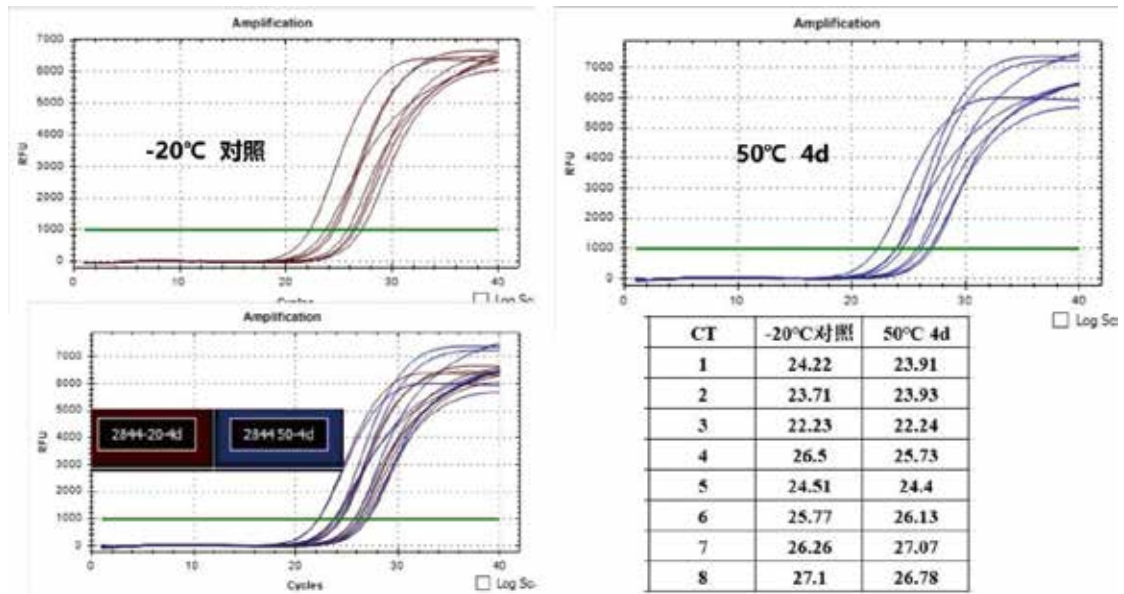 Amplification
7000
6000
5000
4000
3000
2000
1000
0
RFU
-20℃ 对照
0 10 20 30 40
Cycles
Log Sc
Amplification
7000
6000
5000
4000
3000
2000
1000
0
RFU
50℃ 4d
0 10 20 30 40
Log Sc
Amplification
7000
6000
5000
4000
3000
2000
1000
0
RFU
2844-20-4d 2844 50-4d
0 10 20 30 40
Cycles
Log Sc
CT -20℃对照 50℃ 4d
1 24.22 23.91
2 23.71 23.93
3 22.23 22.24
4 26.5 25.73
5 24.51 24.4
6 25.77 26.13
7 26.26 27.07
8 27.1 26.78